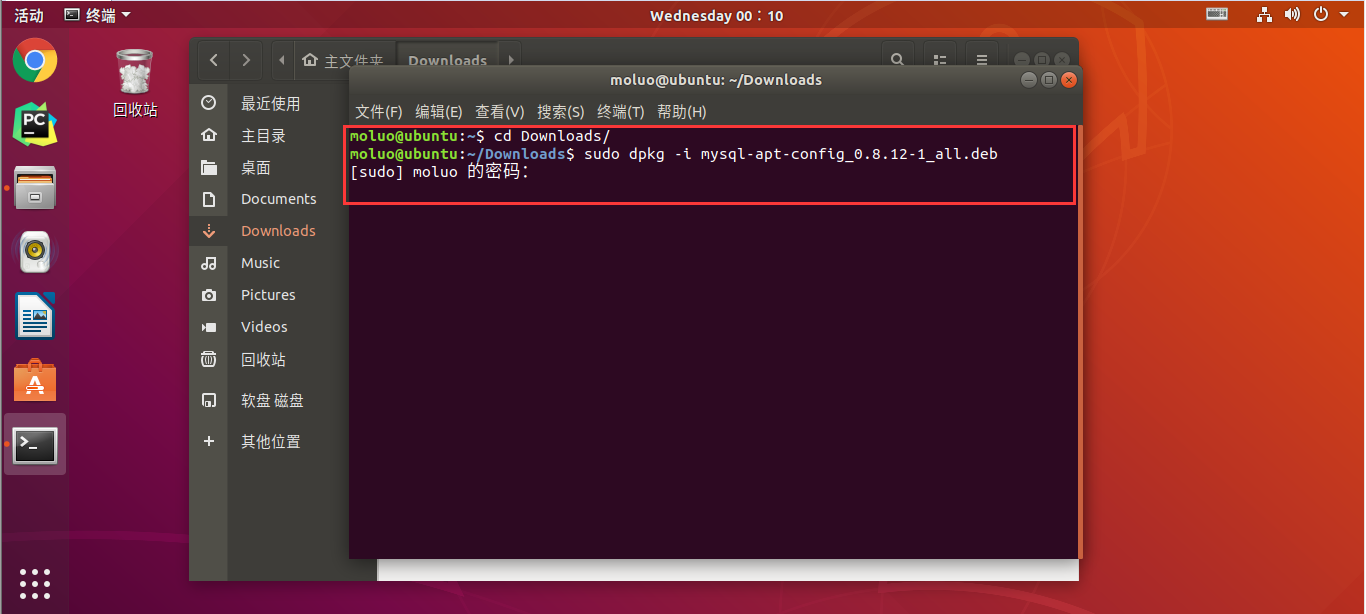 活动
终端
Wednesday 00：10
回收站
主文件夹
Downloads
最近使用
主目录
桌面
Documents
Downloads
Music
Pictures
Videos
回收站
软盘 磁盘
其他位置
moluo@ubuntu: ~/Downloads
文件(F) 编辑(E) 查看(V) 搜索(S) 终端(T) 帮助(H)
moluo@ubuntu:~$ cd Downloads/
moluo@ubuntu:~/Downloads$ sudo dpkg -i mysql-apt-config_0.8.12-1_all.deb
[sudo] moluo 的密码：
PC